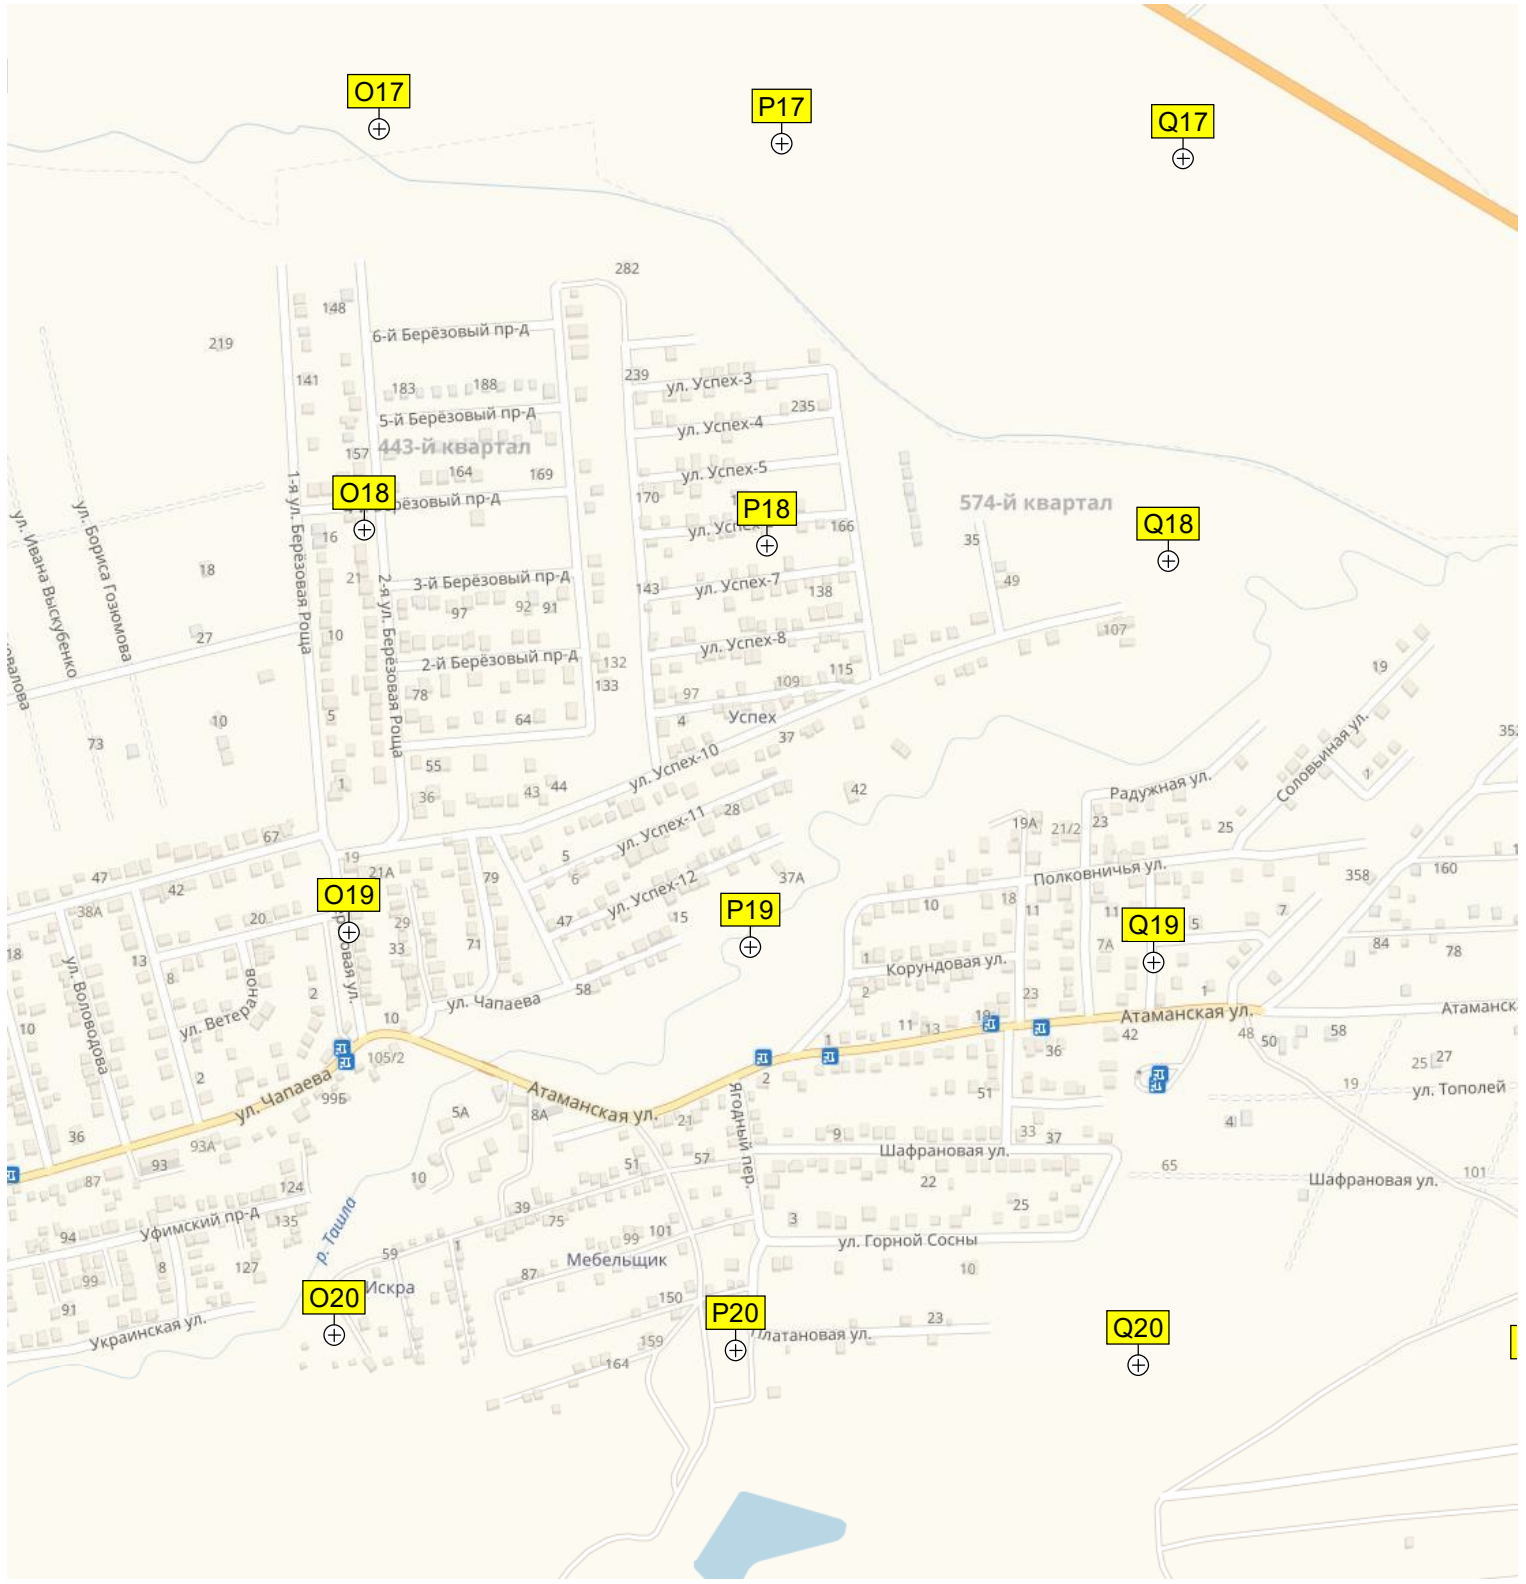 O17
P17
Q17
282
148
219
6-й Берёзовый пр-д
141
183
188
239
ул. Успех-3
5-й Берёзовый пр-д
235
ул. Успех-4
443-й квартал
157
164
169
ул. Успех-5
1-я ул. Берёзовая Роща
O18
рёзовый пр-д
170
P18
166
574-й квартал
Q18
ул. Бориса Гозюмова
ул. Ивана Выскубенко
16
35
18
21
3-й Берёзовый пр-д
143
ул. Успех-7
138
49
97
92
91
2-я ул. Берёзовая Роща
27
10
ул. Успех-8
107
овалова
2-й Берёзовый пр-д
132
115
19
133
97
109
78
10
5
64
4
Успех
73
37
352
55
ул. Успех-10
Соловьиная ул.
1
36
43
44
42
Радужная ул.
28
ул. Успех-11
19А
21/2
23
25
67
19
5
21А
6
79
37А
Полковничья ул.
358
160
47
42
O19
ул. Успех-12
10
18
11
11
38А
20
29
47
15
P19
Q19
5
7
18
13
33
71
7А
84
78
ул. Воловодова
8
ул. Ветеранов
2
овая ул.
1
Корундовая ул.
2
23
1
58
ул. Чапаева
10
10
11
13
19
Атаманская ул.
Атаманск
42
48
50
58
105/2
1
36
25
27
2
2
ул. Чапаева
99Б
Атаманская ул.
51
19
ул. Тополей
5А
8А
21
Ягодный пер.
4
36
93А
9
33
37
93
87
51
57
Шафрановая ул.
65
101
10
22
Шафрановая ул.
124
39
75
25
135
Уфимский пр-д
3
р. Ташла
94
101
99
59
1
ул. Горной Сосны
Мебельщик
8
127
87
10
99
Искра
91
O20
150
P20
23
Q20
Украинская ул.
159
Платановая ул.
164